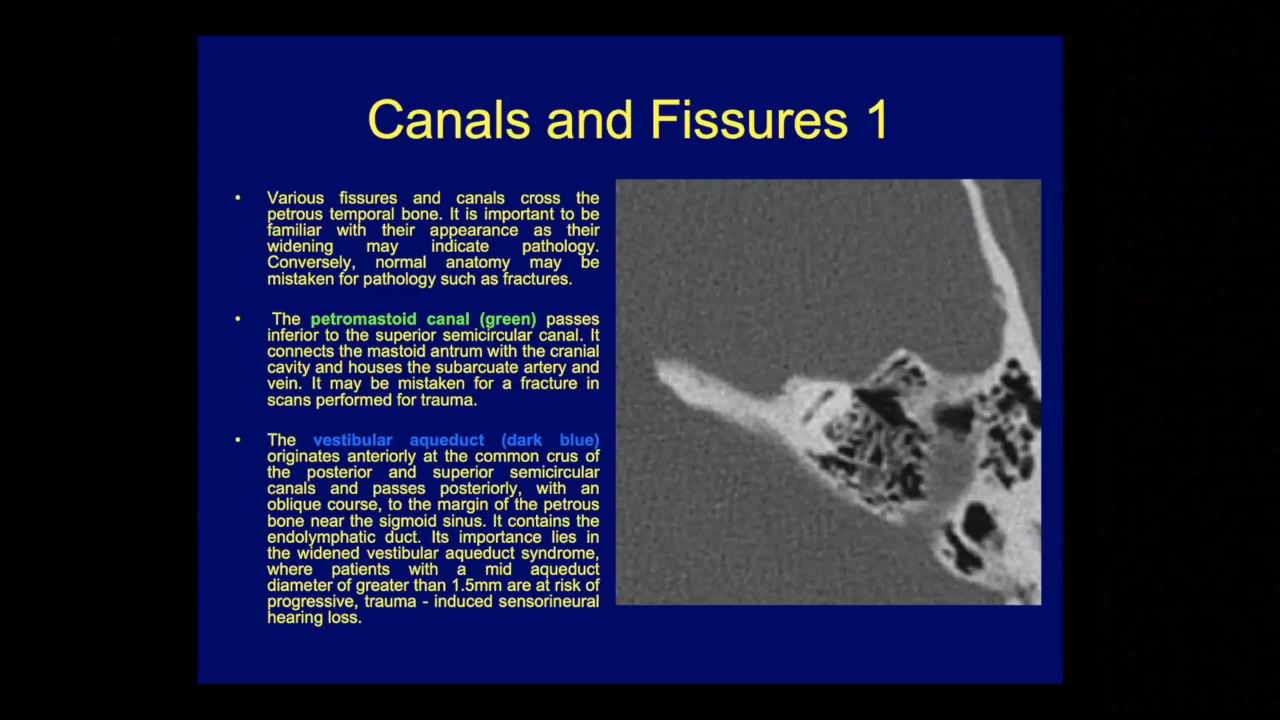 Canals and Fissures 1
• Various fissures and canals cross the
petrous temporal bone. It is important to be
familiar with their appearance as their
widening may indicate pathology.
Conversely, normal anatomy may be
mistaken for pathology such as fractures.
• The petromastoid canal (green) passes
inferior to the superior semicircular canal. It
connects the mastoid antrum with the cranial
cavity and houses the subarcuate artery and
vein. It may be mistaken for a fracture in
scans performed for trauma.
• The vestibular aqueduct (dark blue)
originates anteriorly at the common crus of
the posterior and superior semicircular
canals and passes posteriorly, with an
oblique course, to the margin of the petrous
bone near the sigmoid sinus. It contains the
endolymphatic duct. Its importance lies in
the widened vestibular aqueduct syndrome,
where patients with a mid aqueduct
diameter of greater than 1.5mm are at risk of
progressive, trauma - induced sensorineural
hearing loss.